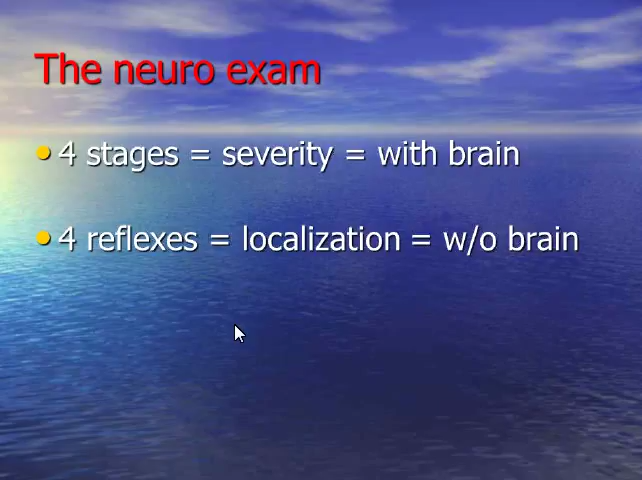 The neuro exam
• 4 stages = severity = with brain
• 4 reflexes = localization = w/o brain